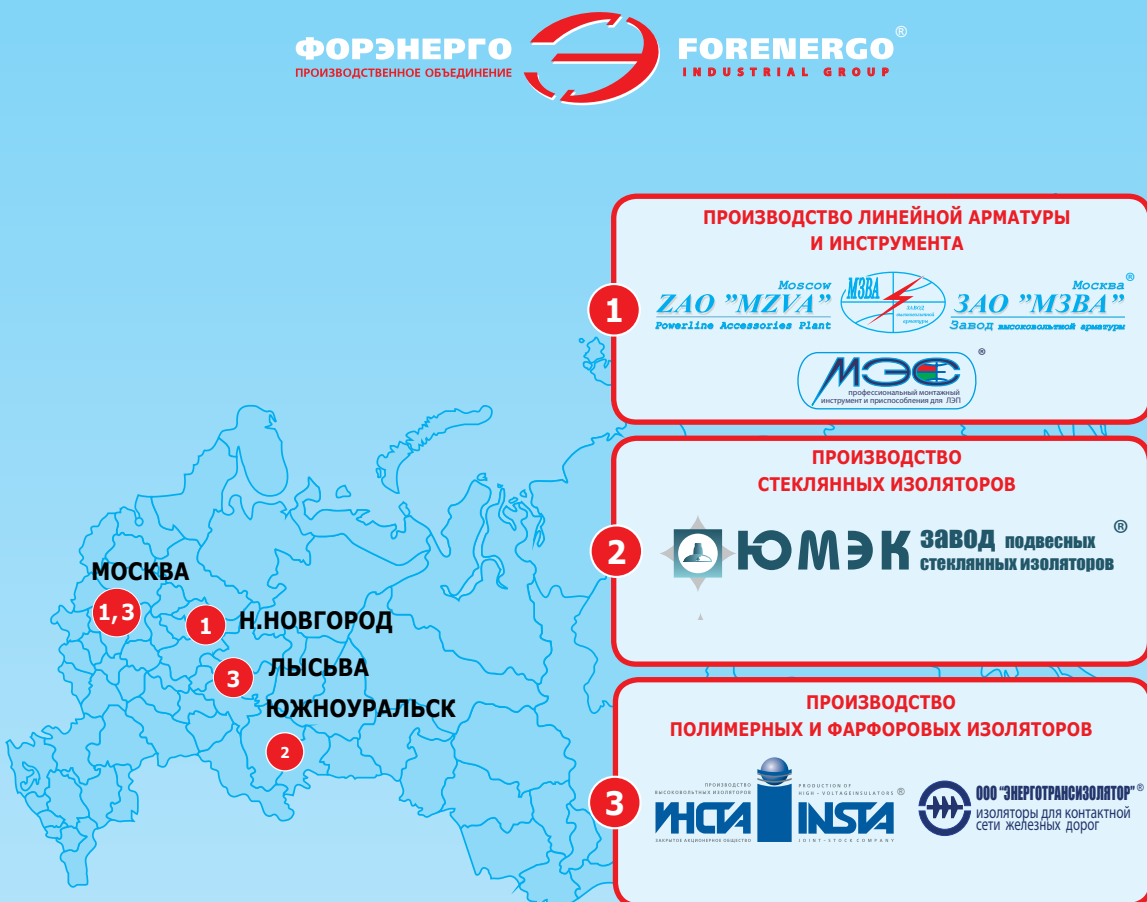 ФОРЭНЕРГО
ПРОИЗВОДСТВЕННОЕ ОБЪЕДИНЕНИЕ
FORENERGO®
INDUSTRIAL GROUP
ПРОИЗВОДСТВО ЛИНЕЙНОЙ АРМАТУРЫ
И ИНСТРУМЕНТА
1
Moscow
ZAO "MZVA"
Powerline Accessories Plant
МЗВА
ЗАВОД
высоковольтной
арматуры
Москва®
ЗАО "МЗВА"
Завод высоковольтной арматуры
МЭС®
профессиональный монтажный
инструмент и приспособления для ЛЭП
ПРОИЗВОДСТВО
СТЕКЛЯННЫХ ИЗОЛЯТОРОВ
2
ЮМЭК
завод подвесных
стеклянных изоляторов
®
ПРОИЗВОДСТВО
ПОЛИМЕРНЫХ И ФАРФОРОВЫХ ИЗОЛЯТОРОВ
3
ПРОИЗВОДСТВО
ВЫСОКОВОЛЬТНЫХ ИЗОЛЯТОРОВ
ИНСТА
ЗАКРЫТОЕ АКЦИОНЕРНОЕ ОБЩЕСТВО
PRODUCTION OF
HIGH-VOLTAGEINSULATORS®
INSTA
JOINT-STOCK COMPANY
ООО "ЭНЕРГОТРАНСИЗОЛЯТОР"®
изоляторы для контактной
сети железных дорог
МОСКВА
1,3
1
Н.НОВГОРОД
3
ЛЫСЬВА
ЮЖНОУРАЛЬСК
2